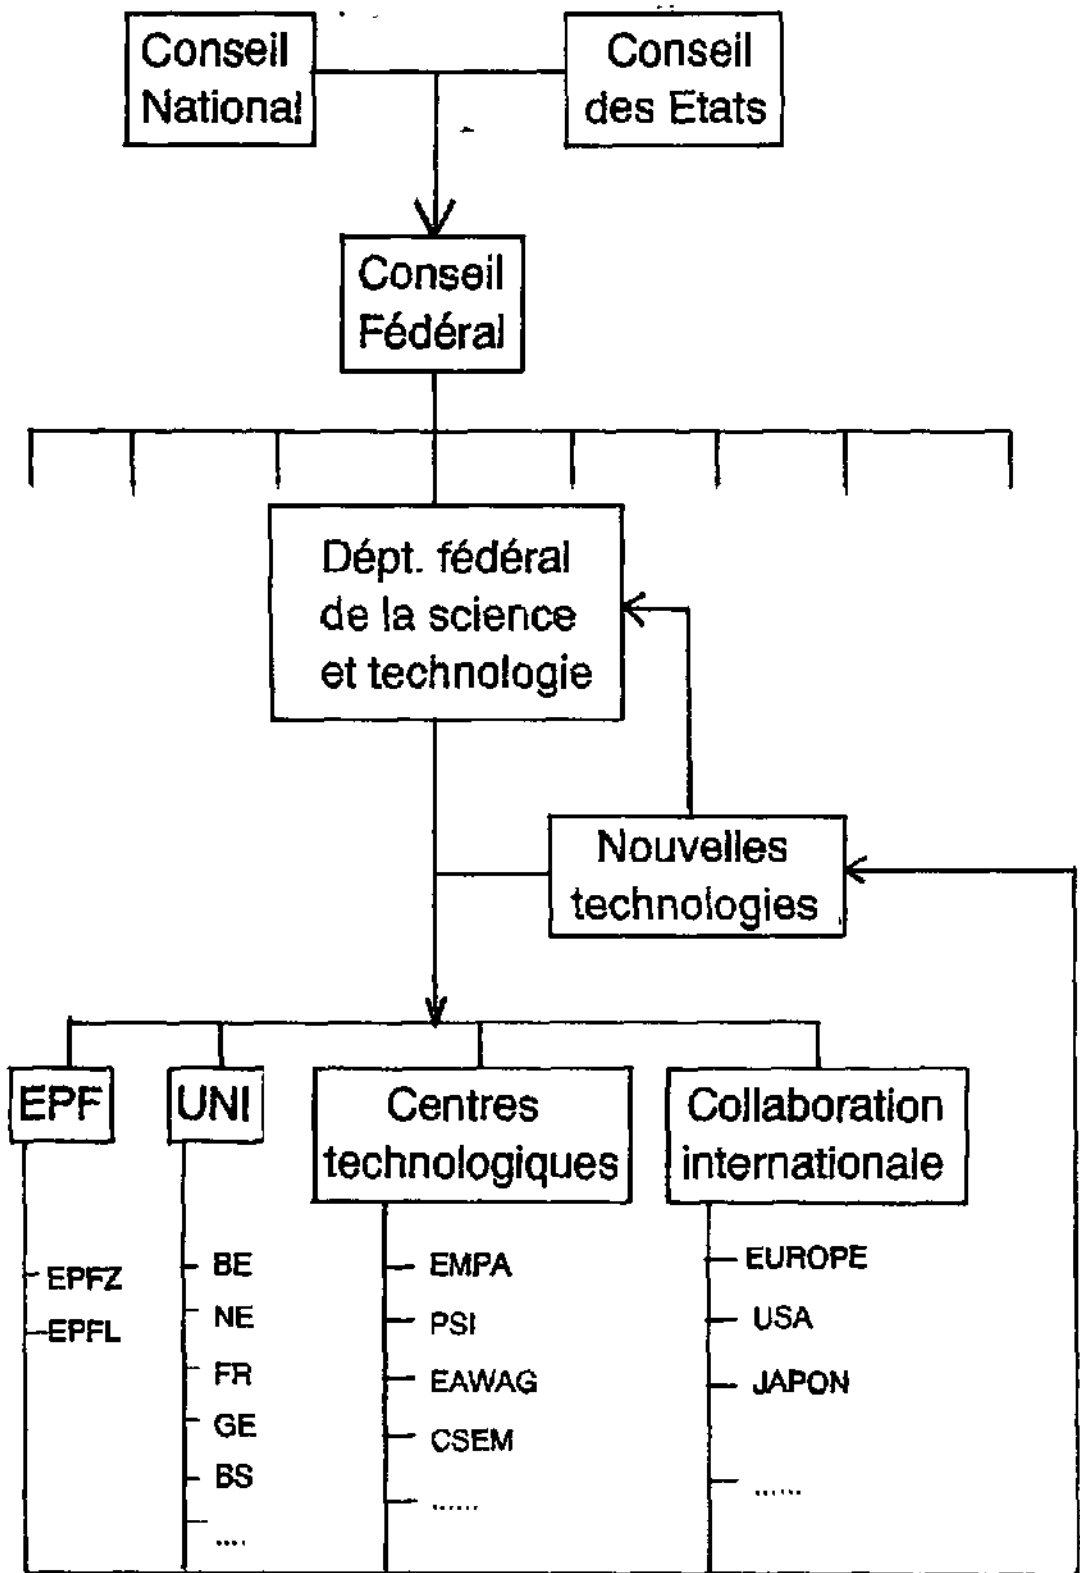 Conseil
National
Conseil
des Etats
Conseil
Fédéral
Dépt. fédéral
de la science
et technologie
Nouvelles
technologies
EPF
UNI
Centres
technologiques
Collaboration
internationale
EPFZ
EPFL
BE
NE
FR
GE
BS
....
EMPA
PSI
EAWAG
CSEM
......
EUROPE
USA
JAPON
......